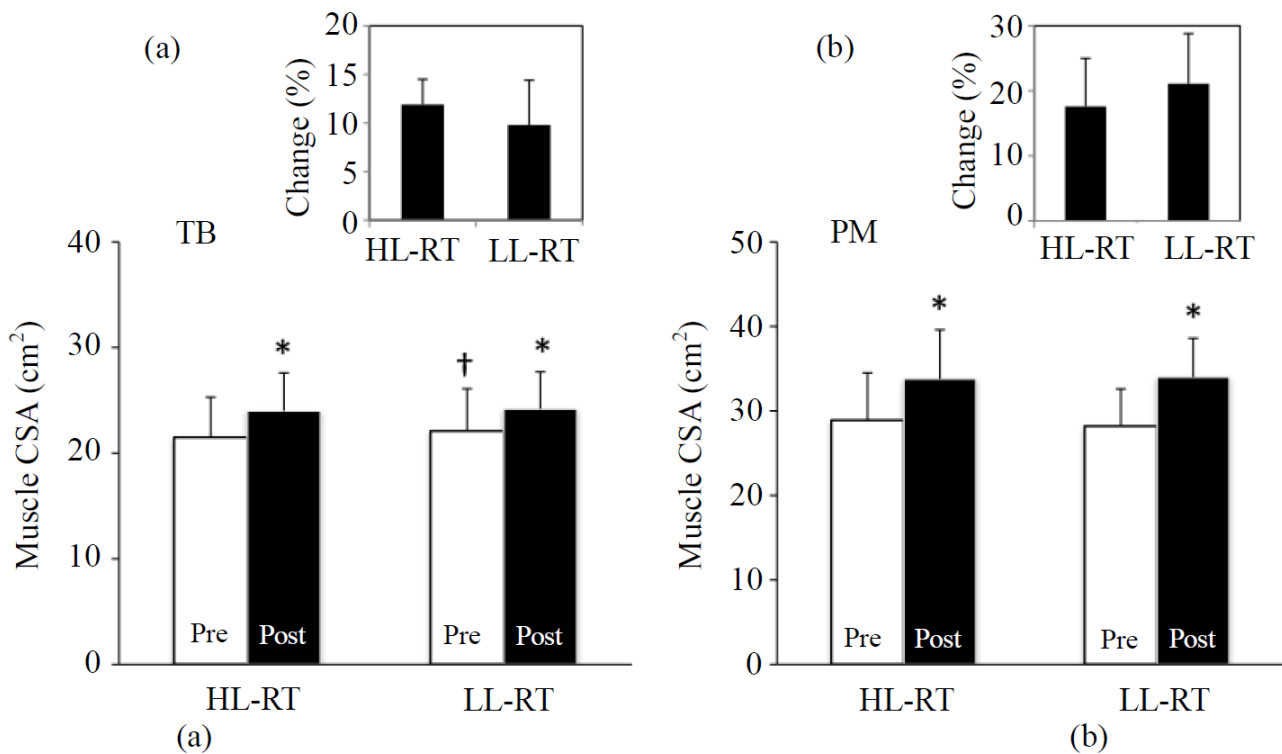 (a)
20
15
10
5
0
Change (%)
HL-RT LL-RT
TB
40
30
20
10
0
Muscle CSA (cm²)
*
†
*
Pre Post
Pre Post
HL-RT LL-RT
(a)
(b)
30
20
10
0
Change (%)
HL-RT LL-RT
PM
50
40
30
20
10
0
Muscle CSA (cm²)
*
*
Pre Post
Pre Post
HL-RT LL-RT
(b)